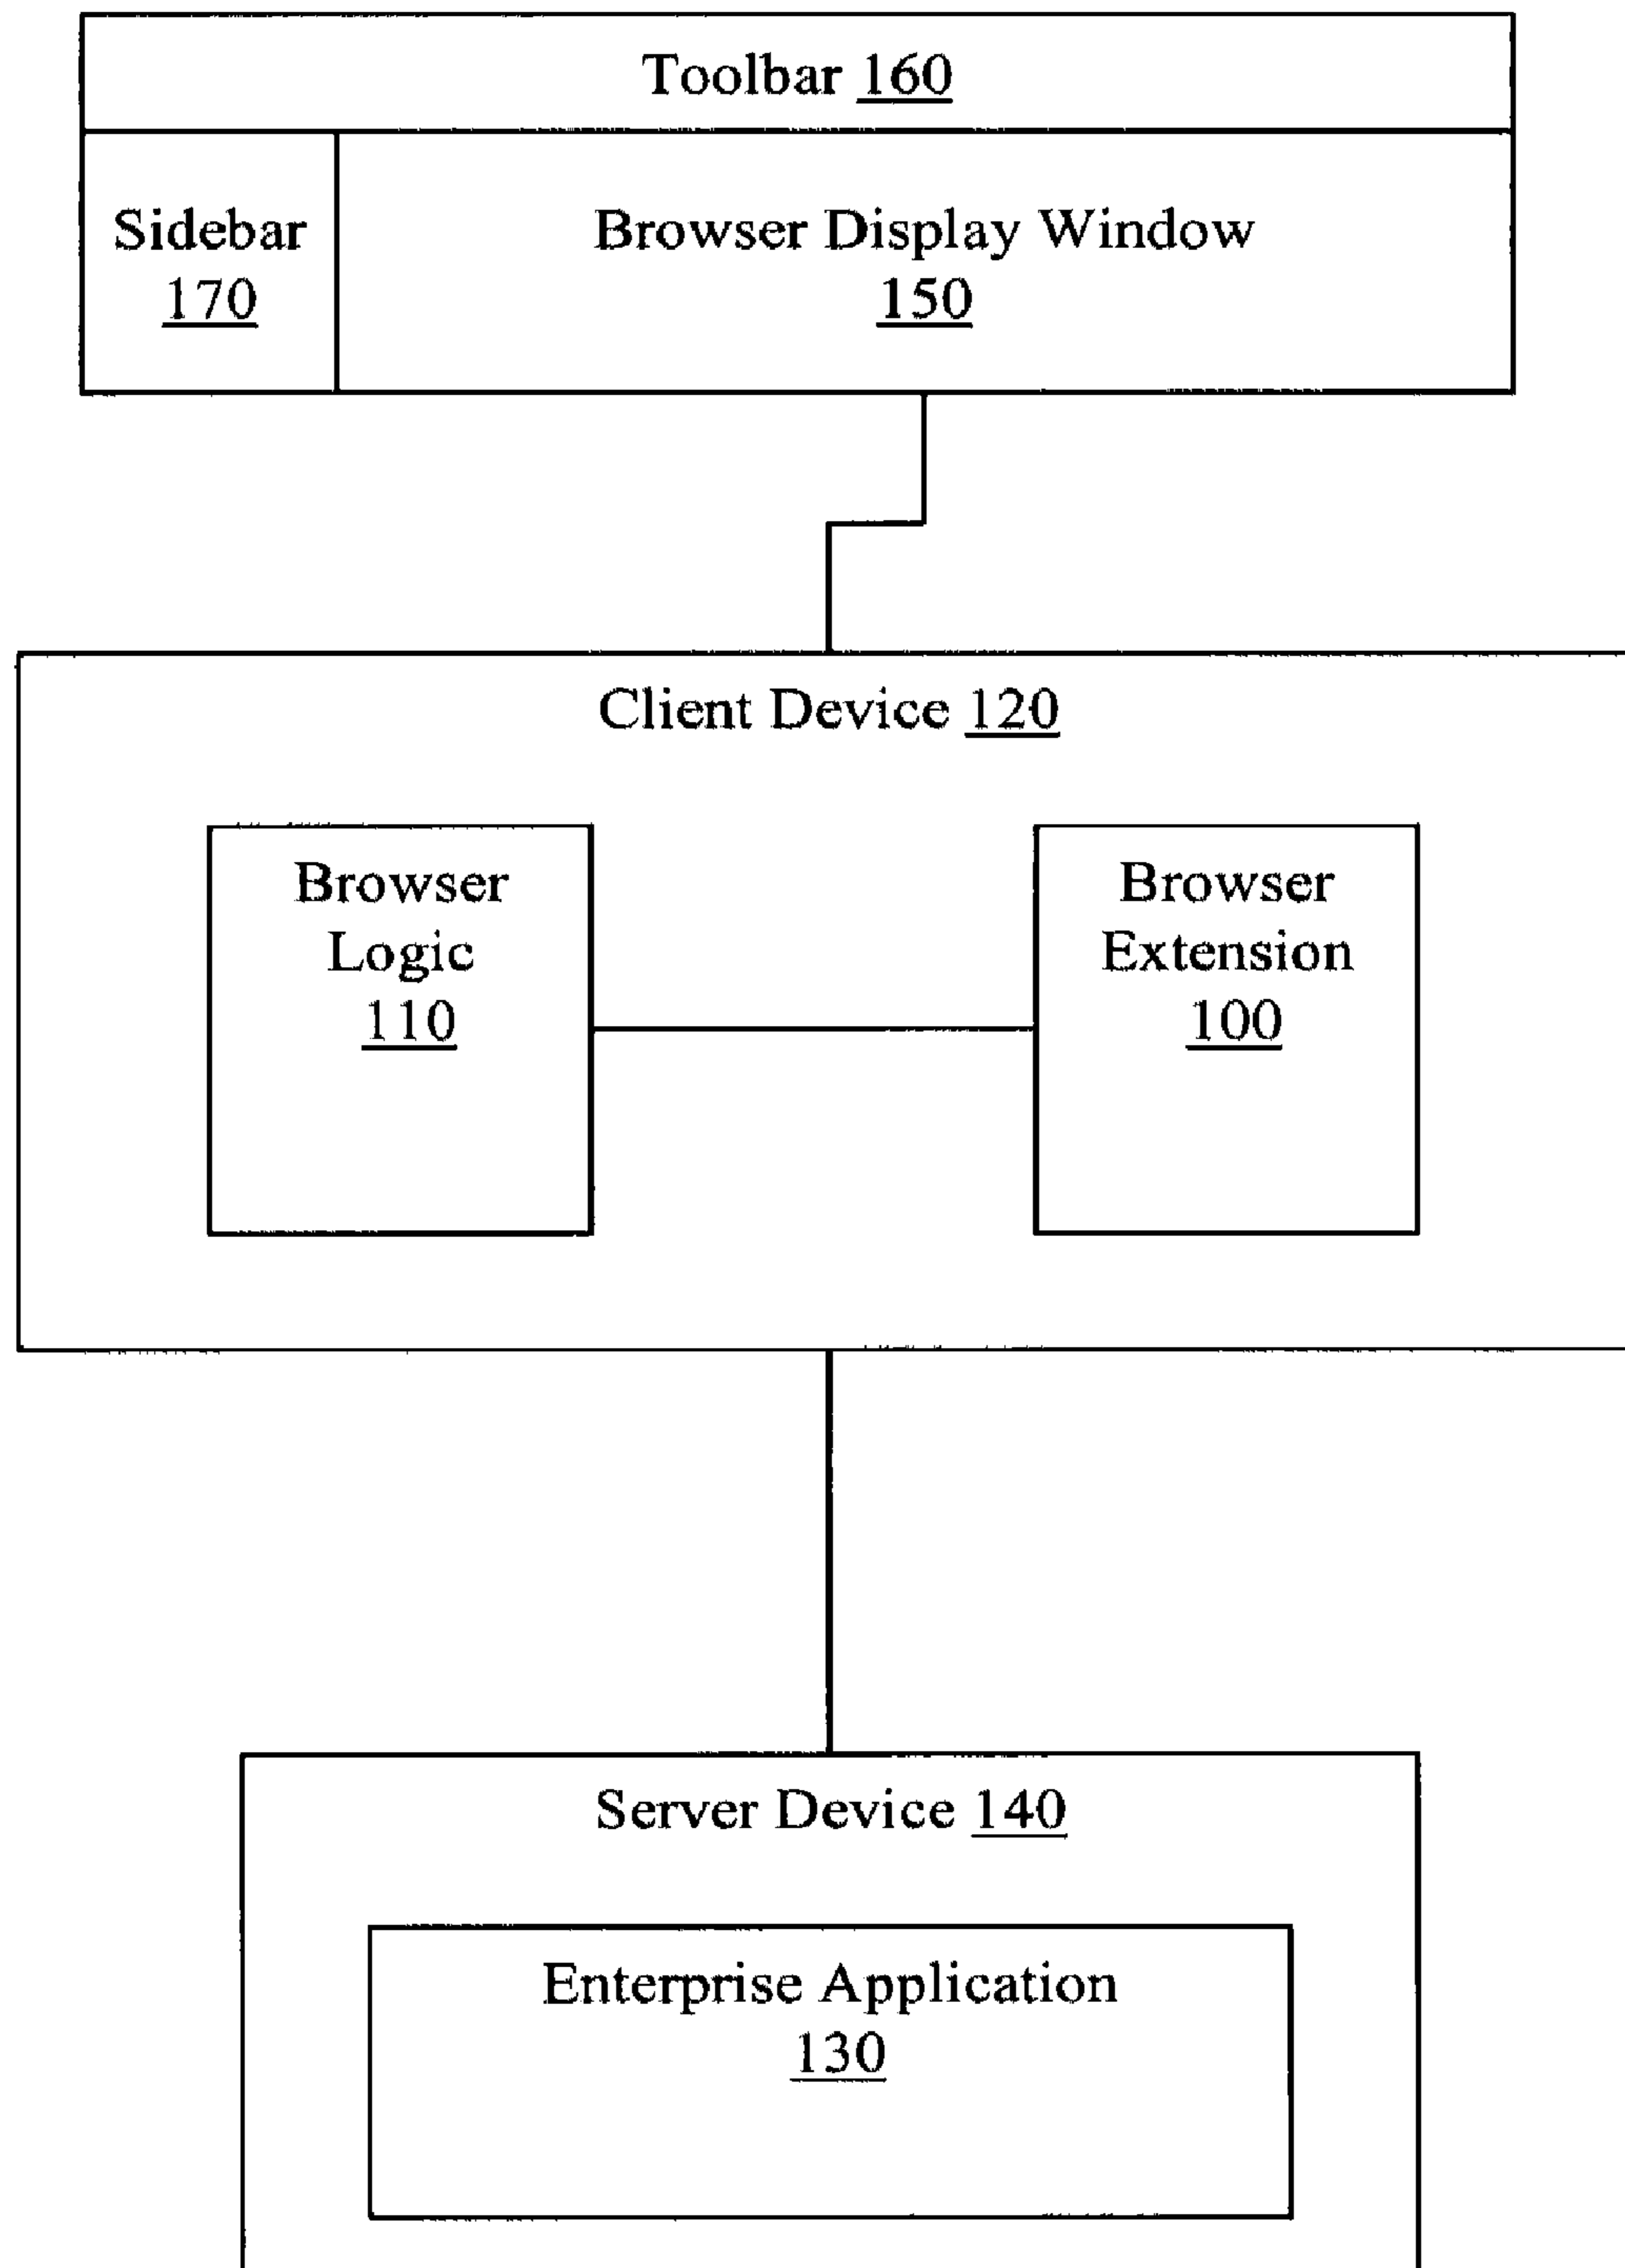 Toolbar 160
Sidebar
170
Browser Display Window
150
Client Device 120
Browser
Logic
110
Browser
Extension
100
Server Device 140
Enterprise Application
130